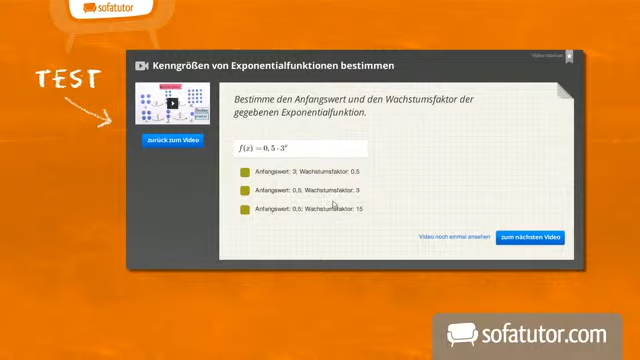 sofatutor
TEST
Kenngrößen von Exponentialfunktionen bestimmen
zurück zum Video
Bestimme den Anfangswert und den Wachstumsfaktor der
gegebenen Exponentialfunktion.
f(x) = 0,5 · 3ˣ
Anfangswert: 3; Wachstumsfaktor: 0.5
Anfangswert: 0,5; Wachstumsfaktor: 3
Anfangswert: 0,5; Wachstumsfaktor: 15
Video noch einmal ansehen
zum nächsten Video
sofatutor.com